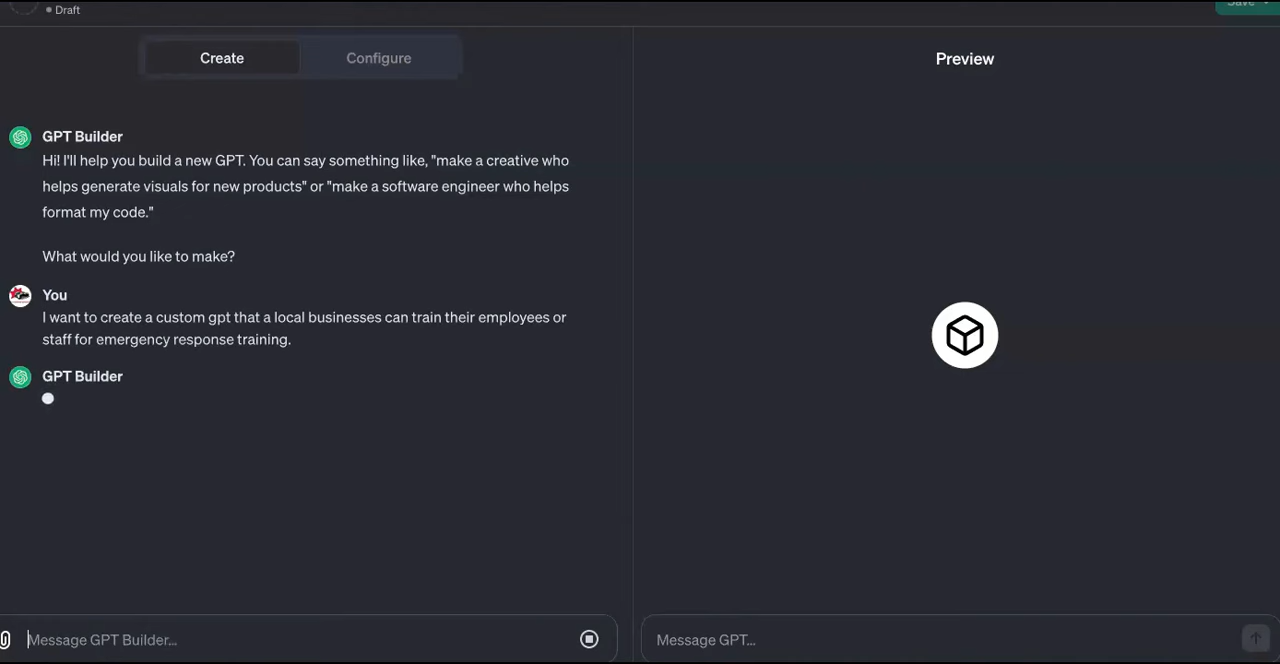 Draft
Save
Create
Configure
Preview
GPT Builder
Hi! I'll help you build a new GPT. You can say something like, "make a creative who
helps generate visuals for new products" or "make a software engineer who helps
format my code."
What would you like to make?
You
I want to create a custom gpt that a local businesses can train their employees or
staff for emergency response training.
GPT Builder
Message GPT Builder...
Message GPT...